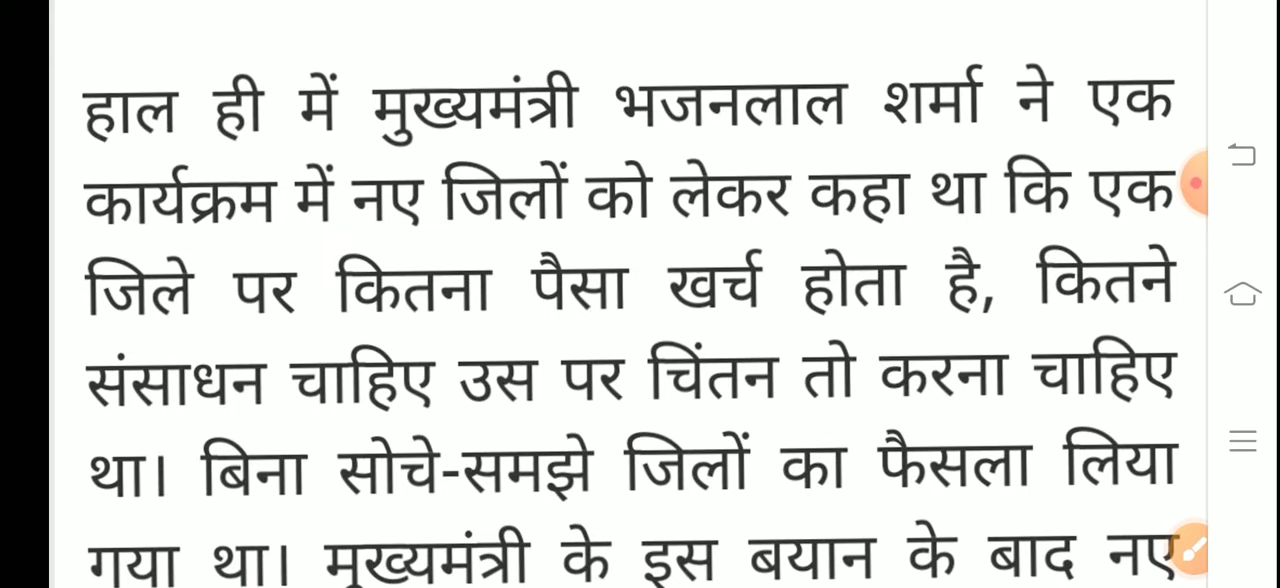 हाल ही में मुख्यमंत्री भजनलाल शर्मा ने एक
कार्यक्रम में नए जिलों को लेकर कहा था कि एक
जिले पर कितना पैसा खर्च होता है, कितने
संसाधन चाहिए उस पर चिंतन तो करना चाहिए
था। बिना सोचे-समझे जिलों का फैसला लिया
गया था। मुख्यमंत्री के इस बयान के बाद नए